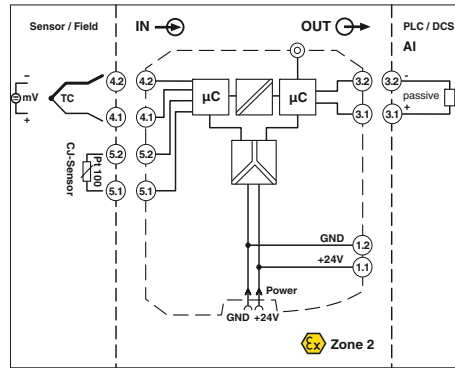 Sensor / Field
IN
OUT
PLC / DCS
AI
mV
−
+
TC
4.2
4.1
5.2
5.1
CJ-Sensor
Pt 100
4.2
4.1
5.2
5.1
µC
µC
3.2
3.1
3.2
3.1
-
passive
+
GND
1.2
+24V
1.1
Power
GND +24V
Ex Zone 2